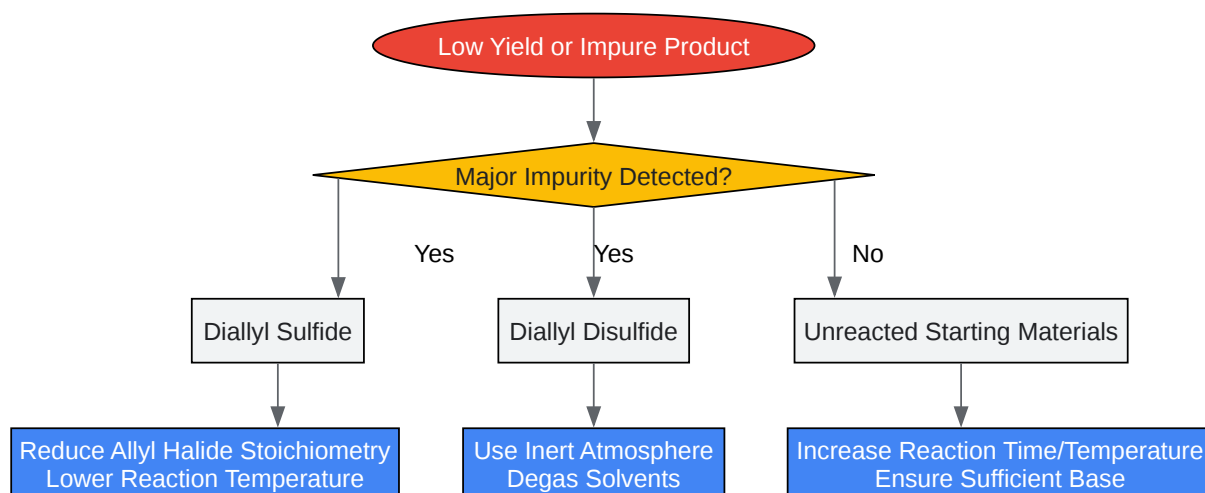 Low Yield or Impure Product
Major Impurity Detected?
Yes
Yes
No
Diallyl Sulfide
Diallyl Disulfide
Unreacted Starting Materials
Reduce Allyl Halide Stoichiometry
Lower Reaction Temperature
Use Inert Atmosphere
Degas Solvents
Increase Reaction Time/Temperature
Ensure Sufficient Base